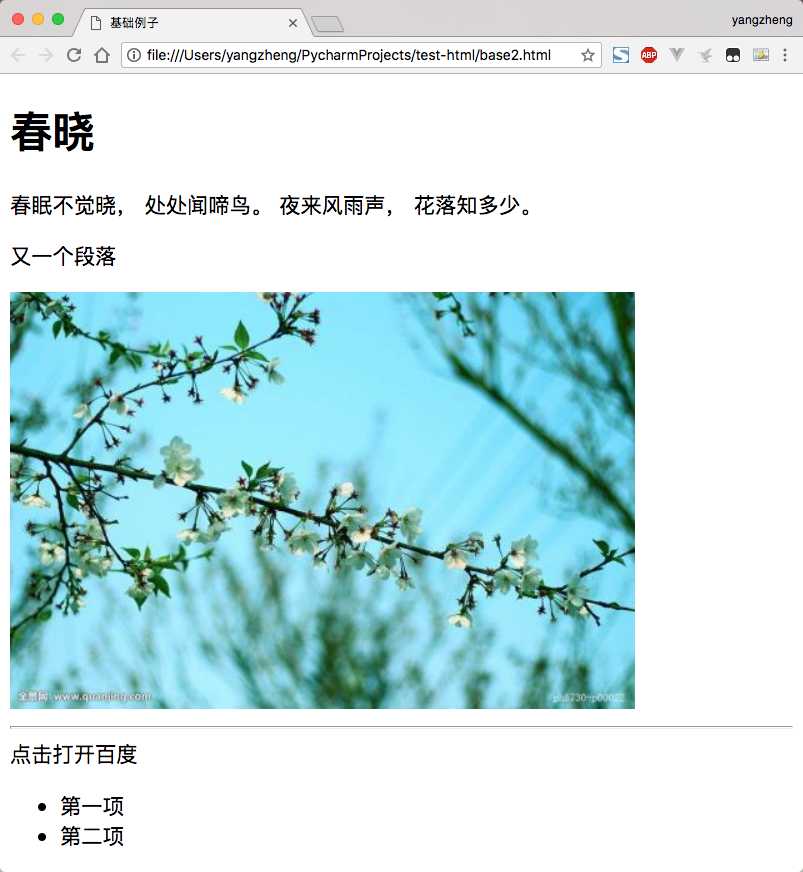 基础例子
yangzheng
file:///Users/yangzheng/PycharmProjects/test-html/base2.html
ABP
春晓
春眠不觉晓， 处处闻啼鸟。 夜来风雨声， 花落知多少。
又一个段落
全景网 www.quanjing.com
ph6730-p00022
点击打开百度
第一项
第二项